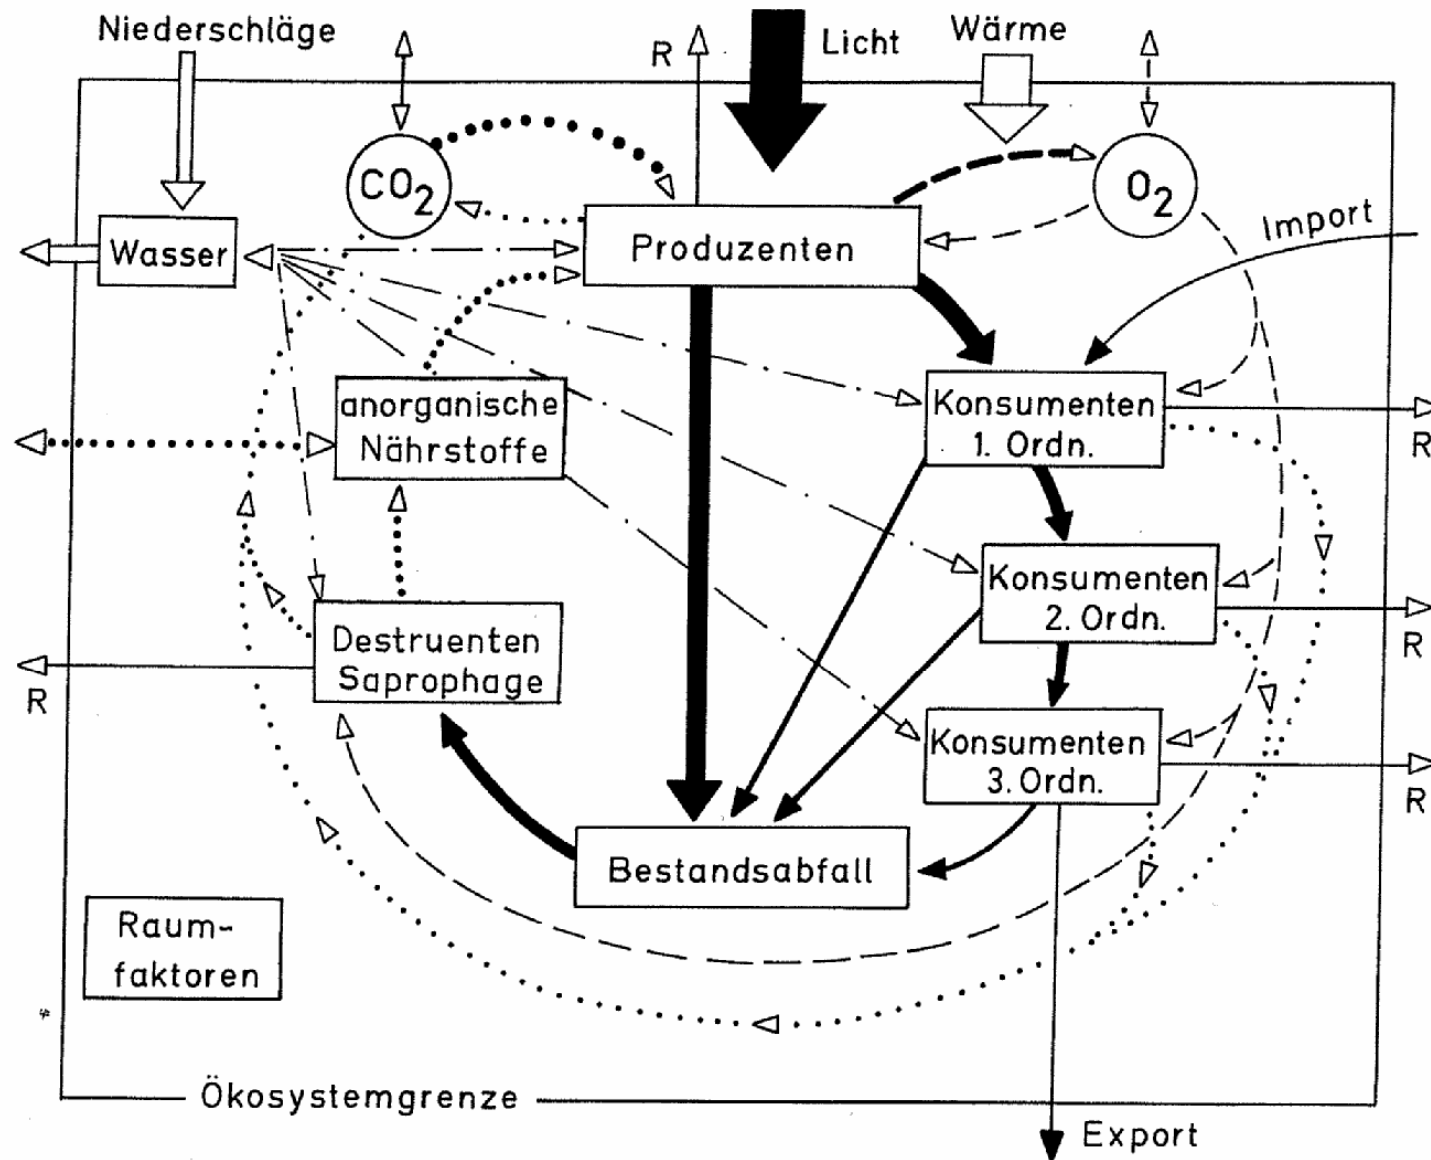 Niederschläge
R
Licht
Wärme
CO2
O2
Import
Wasser
Produzenten
anorganische
Nährstoffe
Konsumenten
1. Ordn.
R
Konsumenten
2. Ordn.
R
Destruenten
Saprophage
R
Konsumenten
3. Ordn.
R
Bestandsabfall
Raum-
faktoren
Ökosystemgrenze
Export